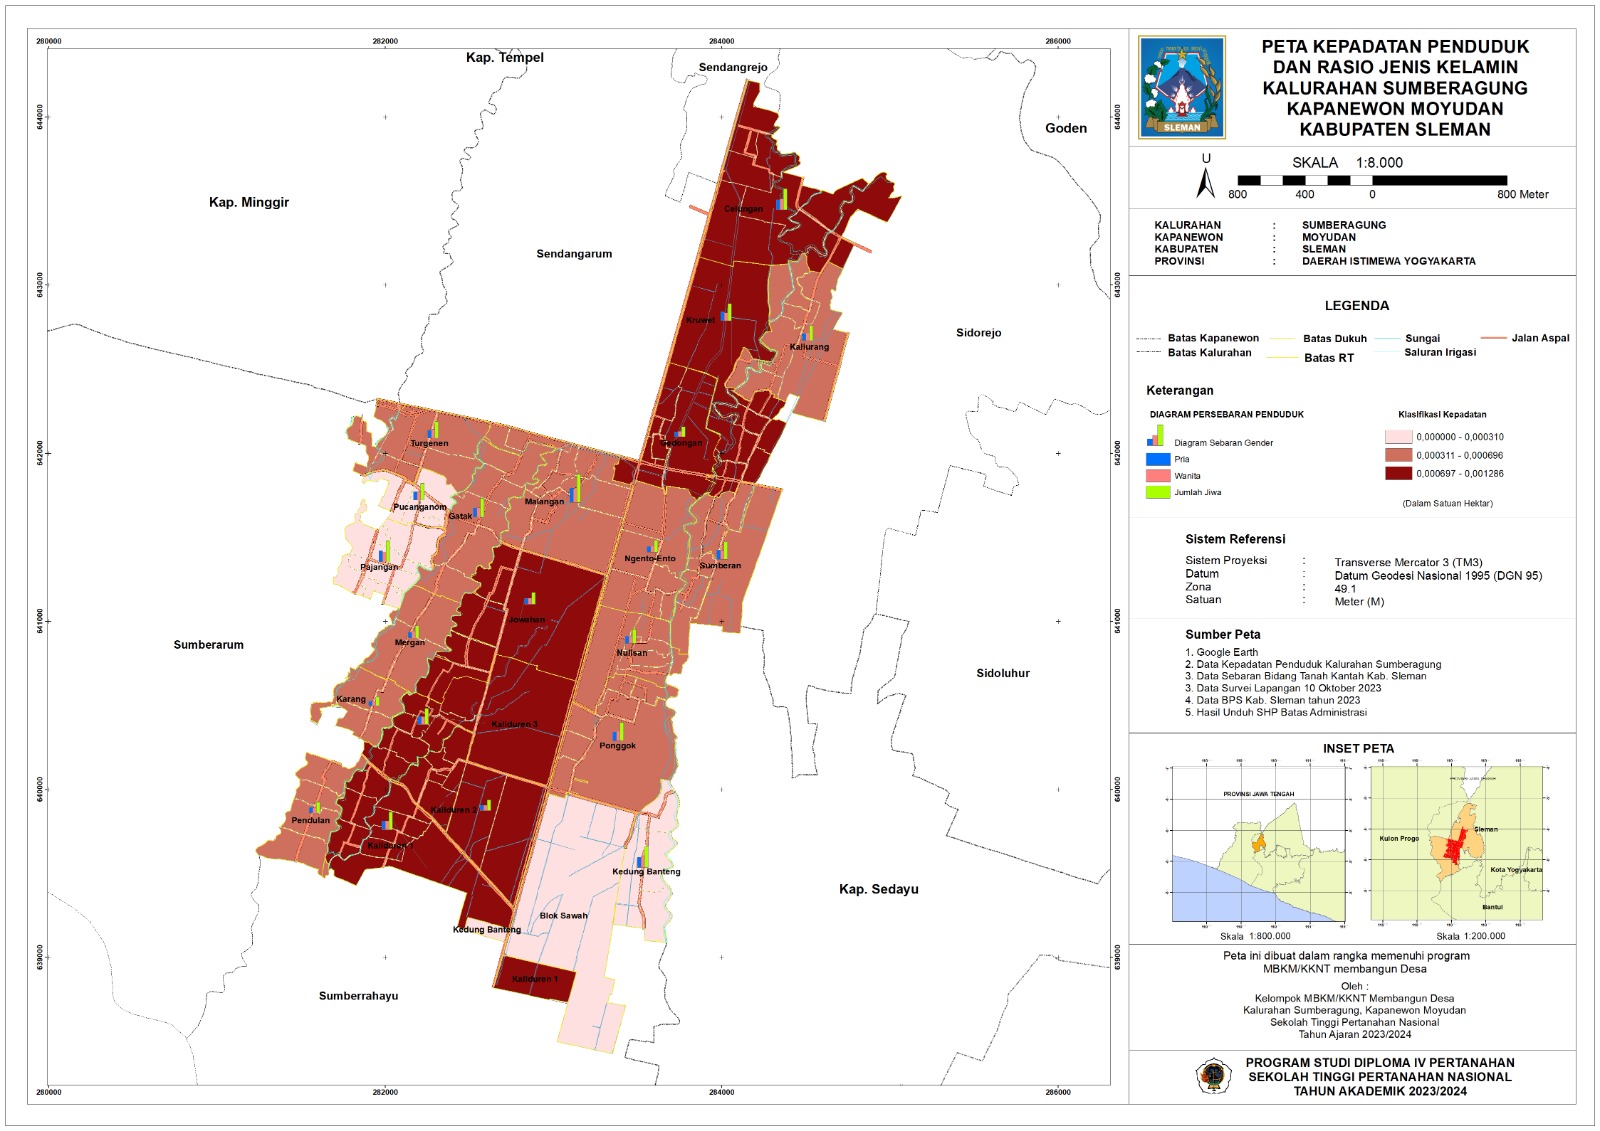 280000
282000
284000
286000
644000
643000
642000
641000
640000
639000
644000
643000
642000
641000
640000
639000
280000
282000
284000
286000
Kap. Tempel
Sendangrejo
Goden
Kap. Minggir
Sendangarum
Celungan
Kruwet
Kaliurang
Sidorejo
Gedongan
Turgenen
Pucanganom
Gatak
Malangan
Pajangan
Ngento-Ento
Sumberan
Jowahan
Mergan
Nulisan
Sumberarum
Sidoluhur
Karang
Kaliduren 3
Ponggok
Pendulan
Kaliduren 2
Kaliduren 1
Kedung Banteng
Blok Sawah
Kedung Banteng
Kap. Sedayu
Kaliduren 1
Sumberrahayu
SLEMAN
PETA KEPADATAN PENDUDUK
DAN RASIO JENIS KELAMIN
KALURAHAN SUMBERAGUNG
KAPANEWON MOYUDAN
KABUPATEN SLEMAN
U
SKALA 1:8.000
800 400 0 800 Meter
KALURAHAN : SUMBERAGUNG
KAPANEWON : MOYUDAN
KABUPATEN : SLEMAN
PROVINSI : DAERAH ISTIMEWA YOGYAKARTA
LEGENDA
Batas Kapanewon Batas Dukuh Sungai Jalan Aspal
Batas Kalurahan Batas RT Saluran Irigasi
Keterangan
DIAGRAM PERSEBARAN PENDUDUK
Diagram Sebaran Gender
Pria
Wanita
Jumlah Jiwa
Klasifikasi Kepadatan
0,000000 - 0,000310
0,000311 - 0,000696
0,000697 - 0,001286
(Dalam Satuan Hektar)
Sistem Referensi
Sistem Proyeksi : Transverse Mercator 3 (TM3)
Datum : Datum Geodesi Nasional 1995 (DGN 95)
Zona : 49.1
Satuan : Meter (M)
Sumber Peta
1. Google Earth
2. Data Kepadatan Penduduk Kalurahan Sumberagung
3. Data Sebaran Bidang Tanah Kantah Kab. Sleman
3. Data Survei Lapangan 10 Oktober 2023
4. Data BPS Kab. Sleman tahun 2023
5. Hasil Unduh SHP Batas Administrasi
INSET PETA
PROVINSI JAWA TENGAH
Skala 1:800.000
Kulon Progo
Sleman
Kota Yogyakarta
Bantul
Skala 1:200.000
Peta ini dibuat dalam rangka memenuhi program
MBKM/KKNT membangun Desa
Oleh :
Kelompok MBKM/KKNT Membangun Desa
Kalurahan Sumberagung, Kapanewon Moyudan
Sekolah Tinggi Pertanahan Nasional
Tahun Ajaran 2023/2024
PROGRAM STUDI DIPLOMA IV PERTANAHAN
SEKOLAH TINGGI PERTANAHAN NASIONAL
TAHUN AKADEMIK 2023/2024